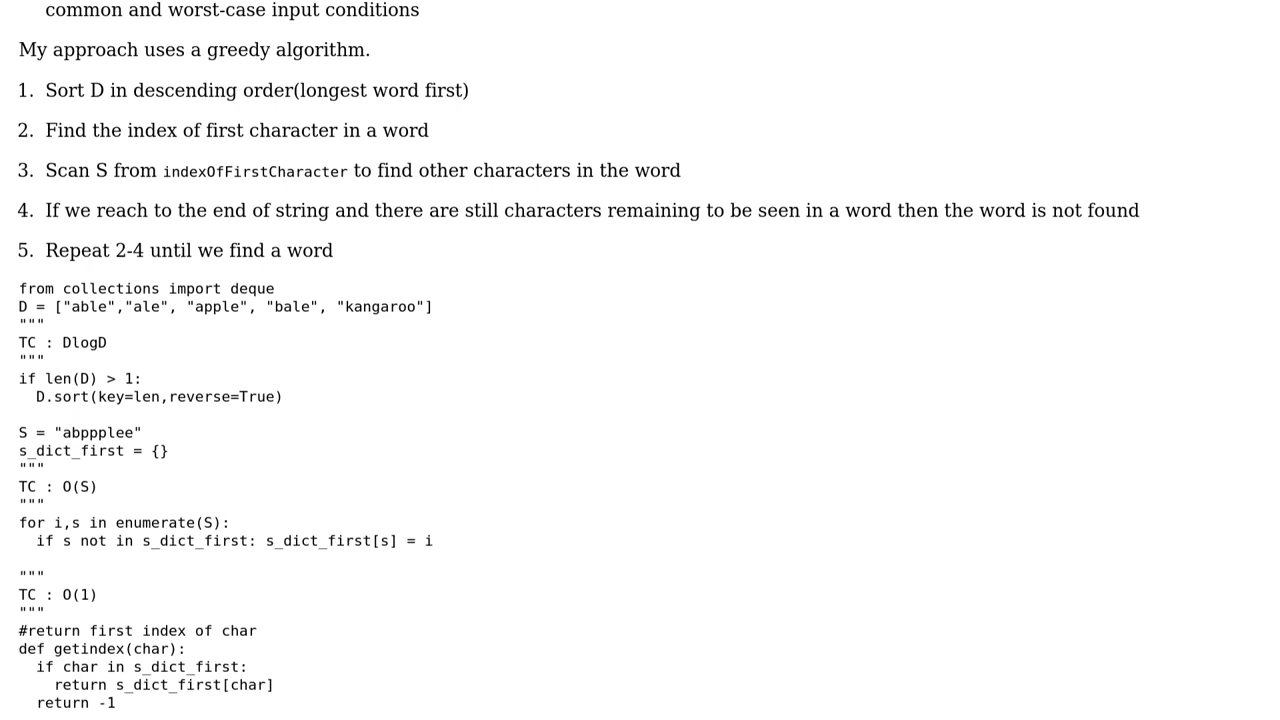 common and worst-case input conditions
My approach uses a greedy algorithm.
1. Sort D in descending order(longest word first)
2. Find the index of first character in a word
3. Scan S from indexOfFirstCharacter to find other characters in the word
4. If we reach to the end of string and there are still characters remaining to be seen in a word then the word is not found
5. Repeat 2-4 until we find a word
from collections import deque
D = ["able","ale", "apple", "bale", "kangaroo"]
"""
TC : DlogD
"""
if len(D) > 1:
  D.sort(key=len,reverse=True)

S = "abppplee"
s_dict_first = {}
"""
TC : O(S)
"""
for i,s in enumerate(S):
  if s not in s_dict_first: s_dict_first[s] = i

"""
TC : O(1)
"""
#return first index of char
def getindex(char):
  if char in s_dict_first:
    return s_dict_first[char]
  return -1